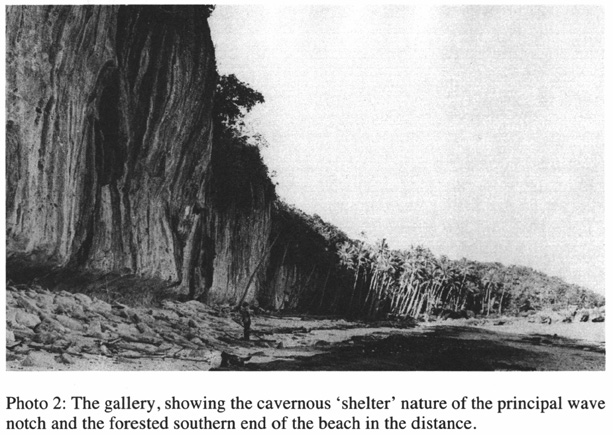 Photo 2: The gallery, showing the cavernous ‘shelter’ nature of the principal wave
notch and the forested southern end of the beach in the distance.